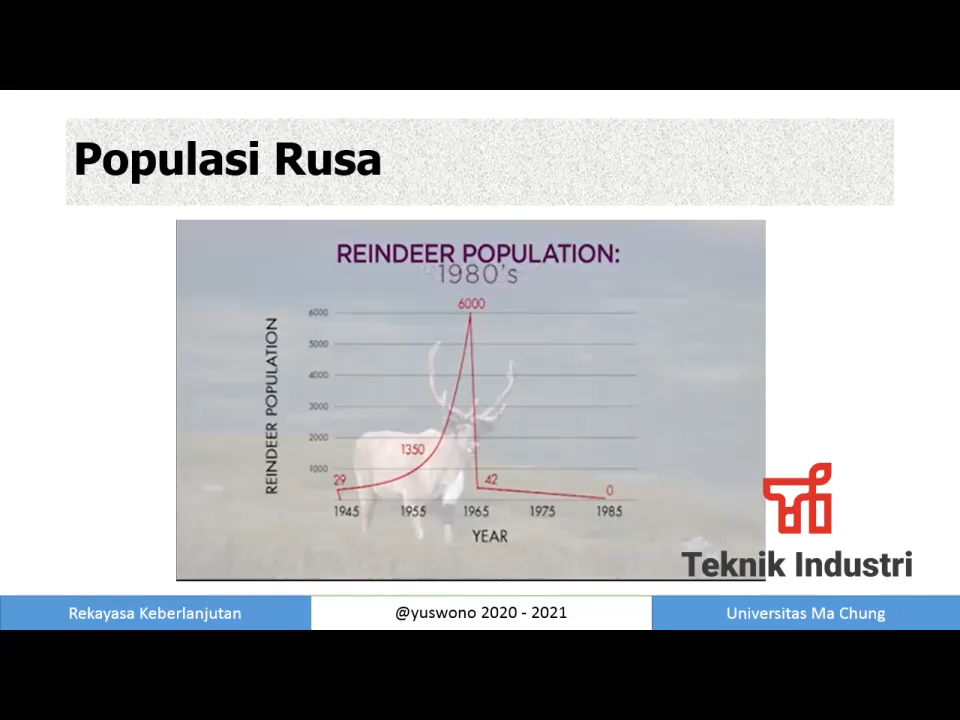 Populasi Rusa
REINDEER POPULATION:
1980's
6000
REINDEER POPULATION
6000
5000
4000
3000
2000
1000
1350
29
42
0
1945
1955
1965
1975
1985
YEAR
Teknik Industri
Rekayasa Keberlanjutan
@yuswono 2020 - 2021
Universitas Ma Chung